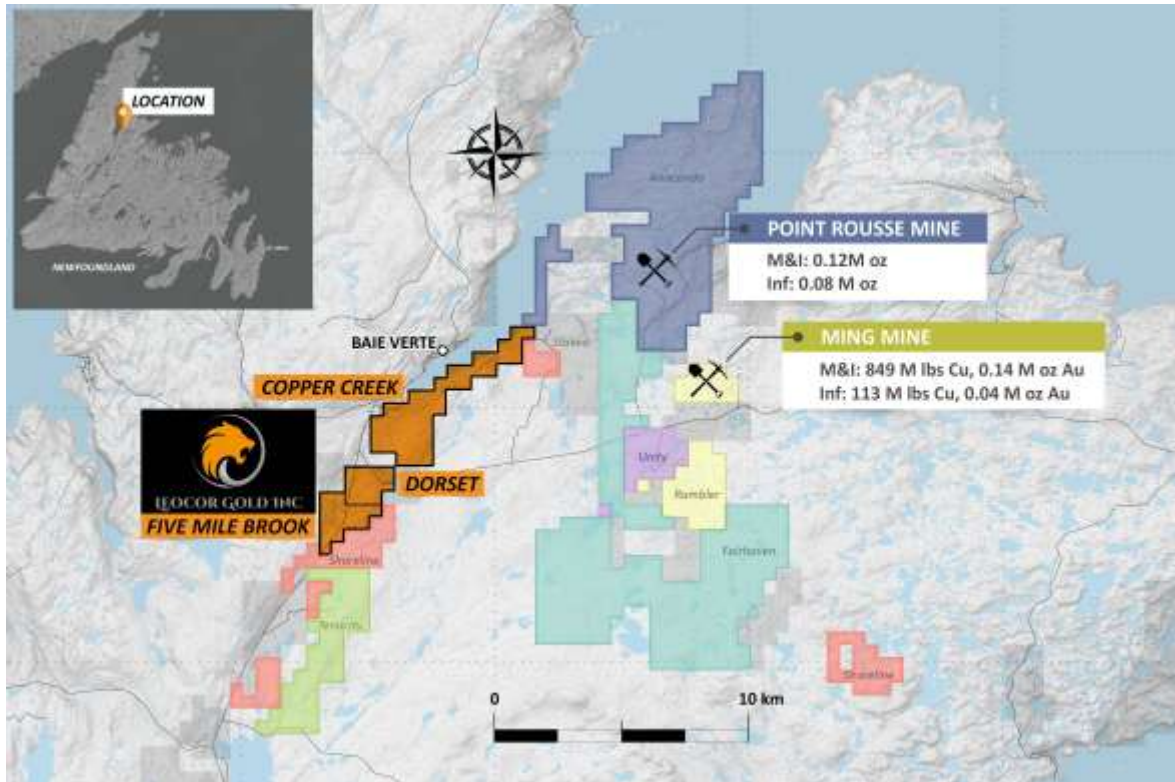 LOCATION
NEWFOUNDLAND
Anaconda
POINT ROUSSE MINE
M&I: 0.12M oz
Inf: 0.08 M oz
BAIE VERTE
MING MINE
M&I: 849 M lbs Cu, 0.14 M oz Au
Inf: 113 M lbs Cu, 0.04 M oz Au
COPPER CREEK
LEOCOR GOLD INC
DORSET
FIVE MILE BROOK
Unity
Rambler
Fairhaven
Shoreline
Shoreline
0
10 km